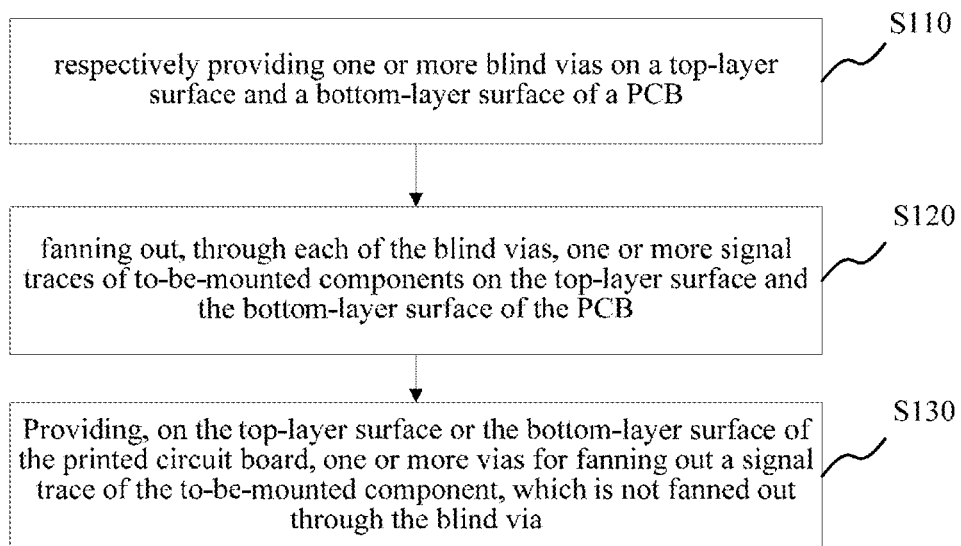 S110
respectively providing one or more blind vias on a top-layer
surface and a bottom-layer surface of a PCB
S120
fanning out, through each of the blind vias, one or more signal
traces of to-be-mounted components on the top-layer surface and
the bottom-layer surface of the PCB
S130
Providing, on the top-layer surface or the bottom-layer surface of
the printed circuit board, one or more vias for fanning out a signal
trace of the to-be-mounted component, which is not fanned out
through the blind via